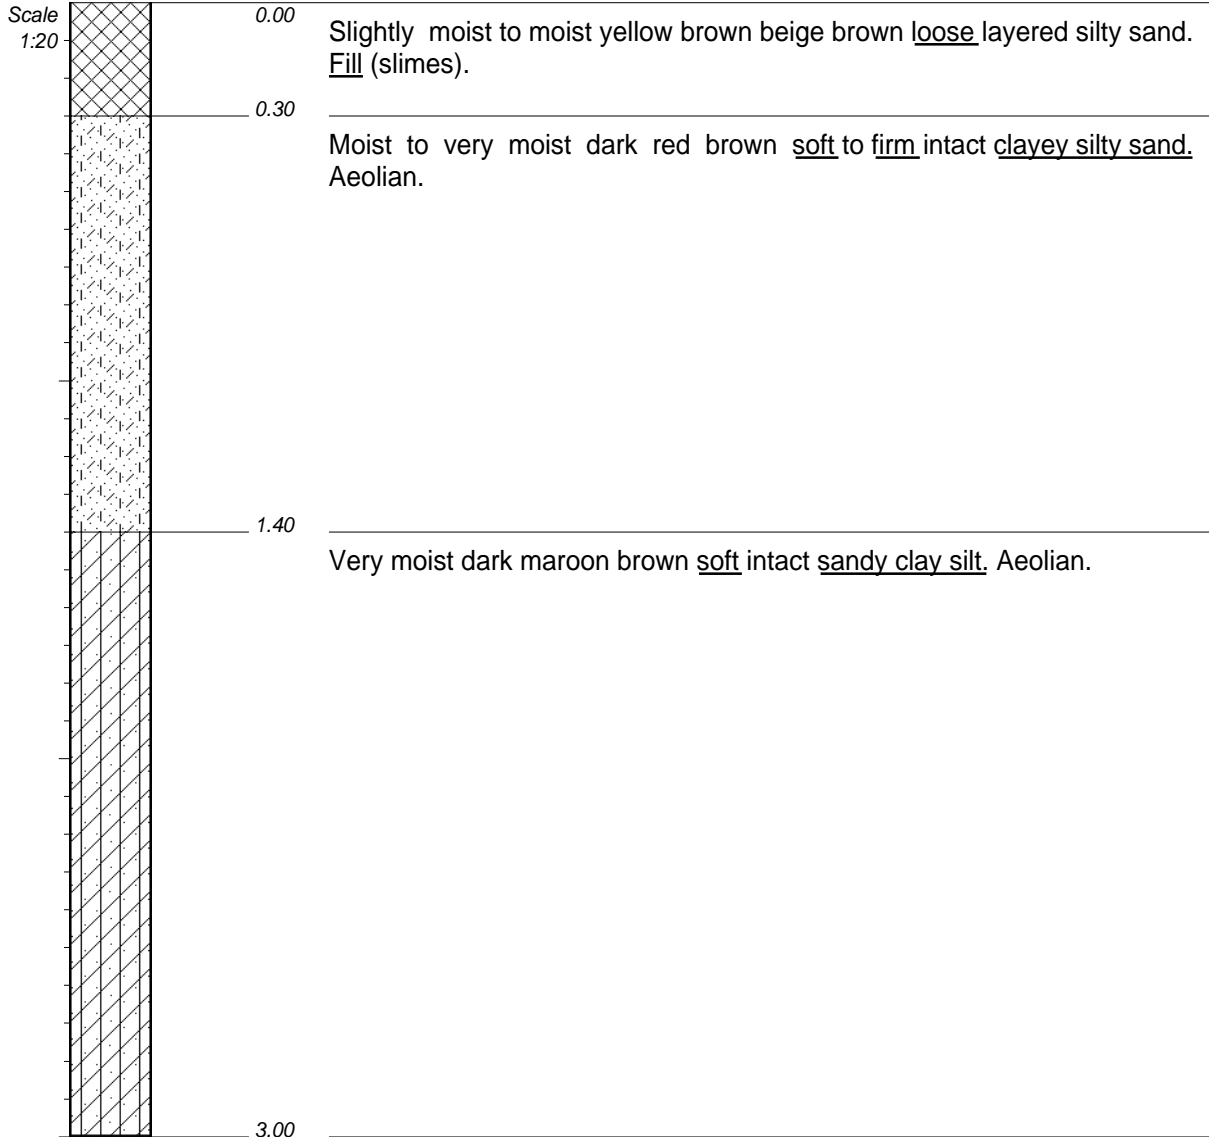 Scale
1:20
0.00
Slightly moist to moist yellow brown beige brown loose layered silty sand.
Fill (slimes).
0.30
Moist to very moist dark red brown soft to firm intact clayey silty sand.
Aeolian.
1.40
Very moist dark maroon brown soft intact sandy clay silt. Aeolian.
3.00